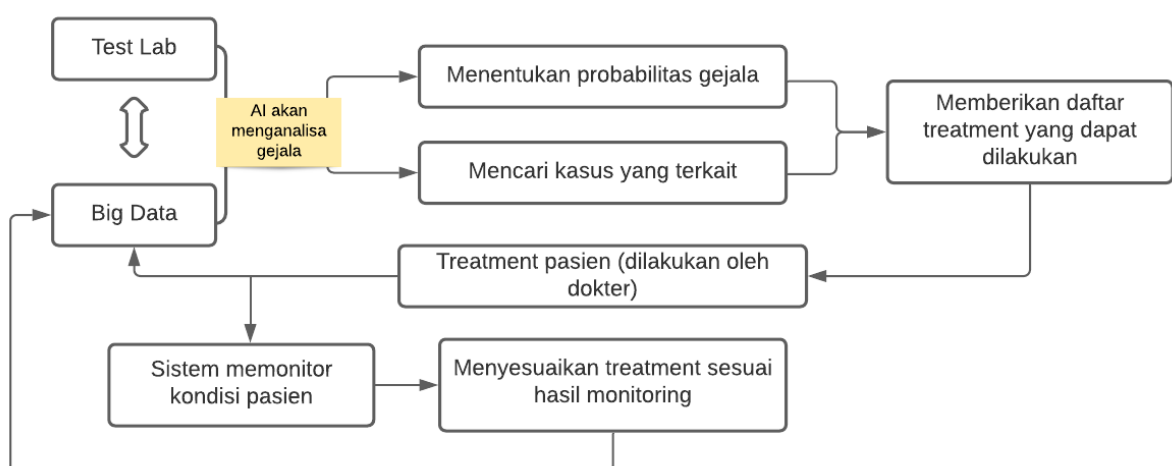 Test Lab
AI akan
menganalisa
gejala
Big Data
Menentukan probabilitas gejala
Mencari kasus yang terkait
Memberikan daftar
treatment yang dapat
dilakukan
Treatment pasien (dilakukan oleh
dokter)
Sistem memonitor
kondisi pasien
Menyesuaikan treatment sesuai
hasil monitoring